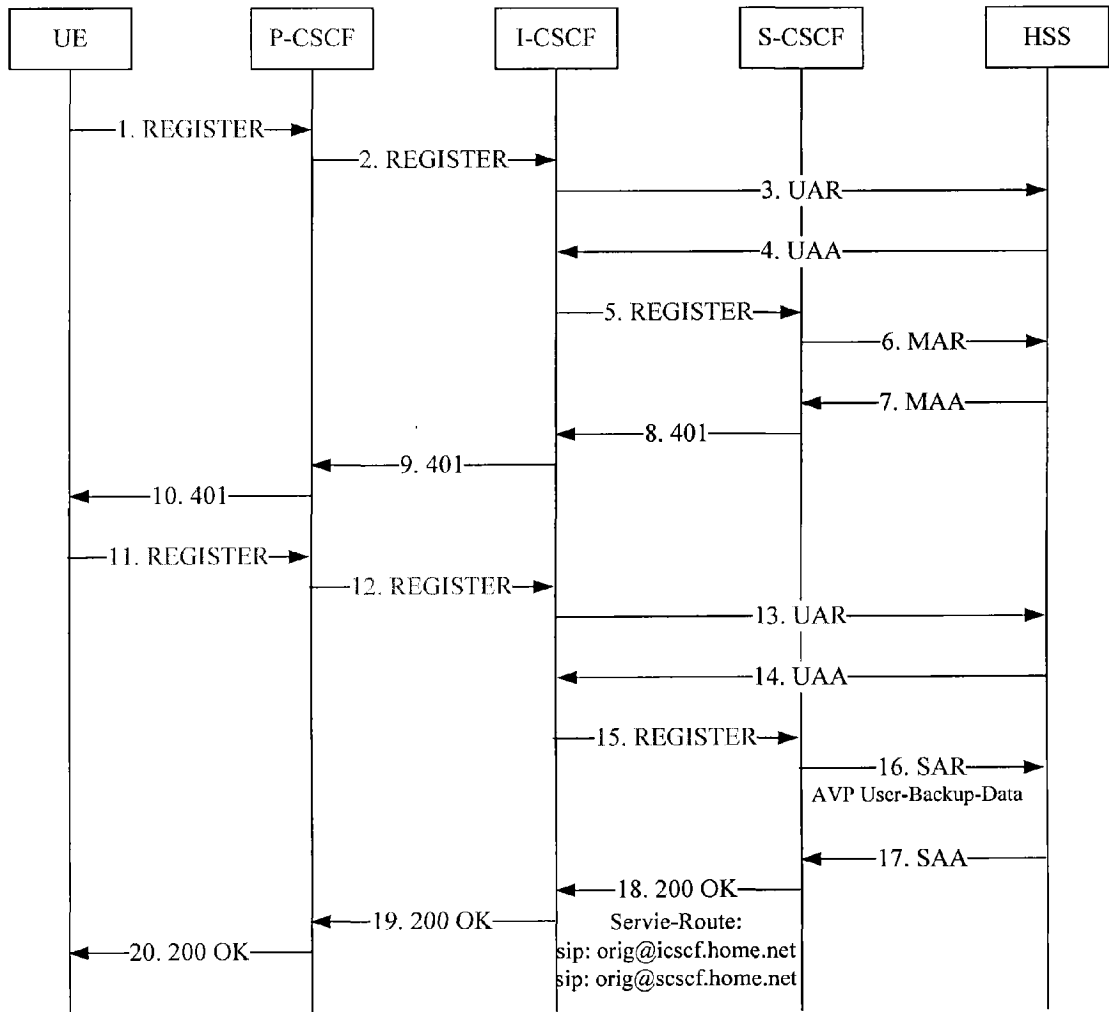 UE
P-CSCF
I-CSCF
S-CSCF
HSS
1. REGISTER
2. REGISTER
3. UAR
4. UAA
5. REGISTER
6. MAR
7. MAA
8. 401
9. 401
10. 401
11. REGISTER
12. REGISTER
13. UAR
14. UAA
15. REGISTER
16. SAR
AVP User-Backup-Data
17. SAA
18. 200 OK
19. 200 OK
Servie-Route:
20. 200 OK
sip: orig@icscf.home.net
sip: orig@scscf.home.net